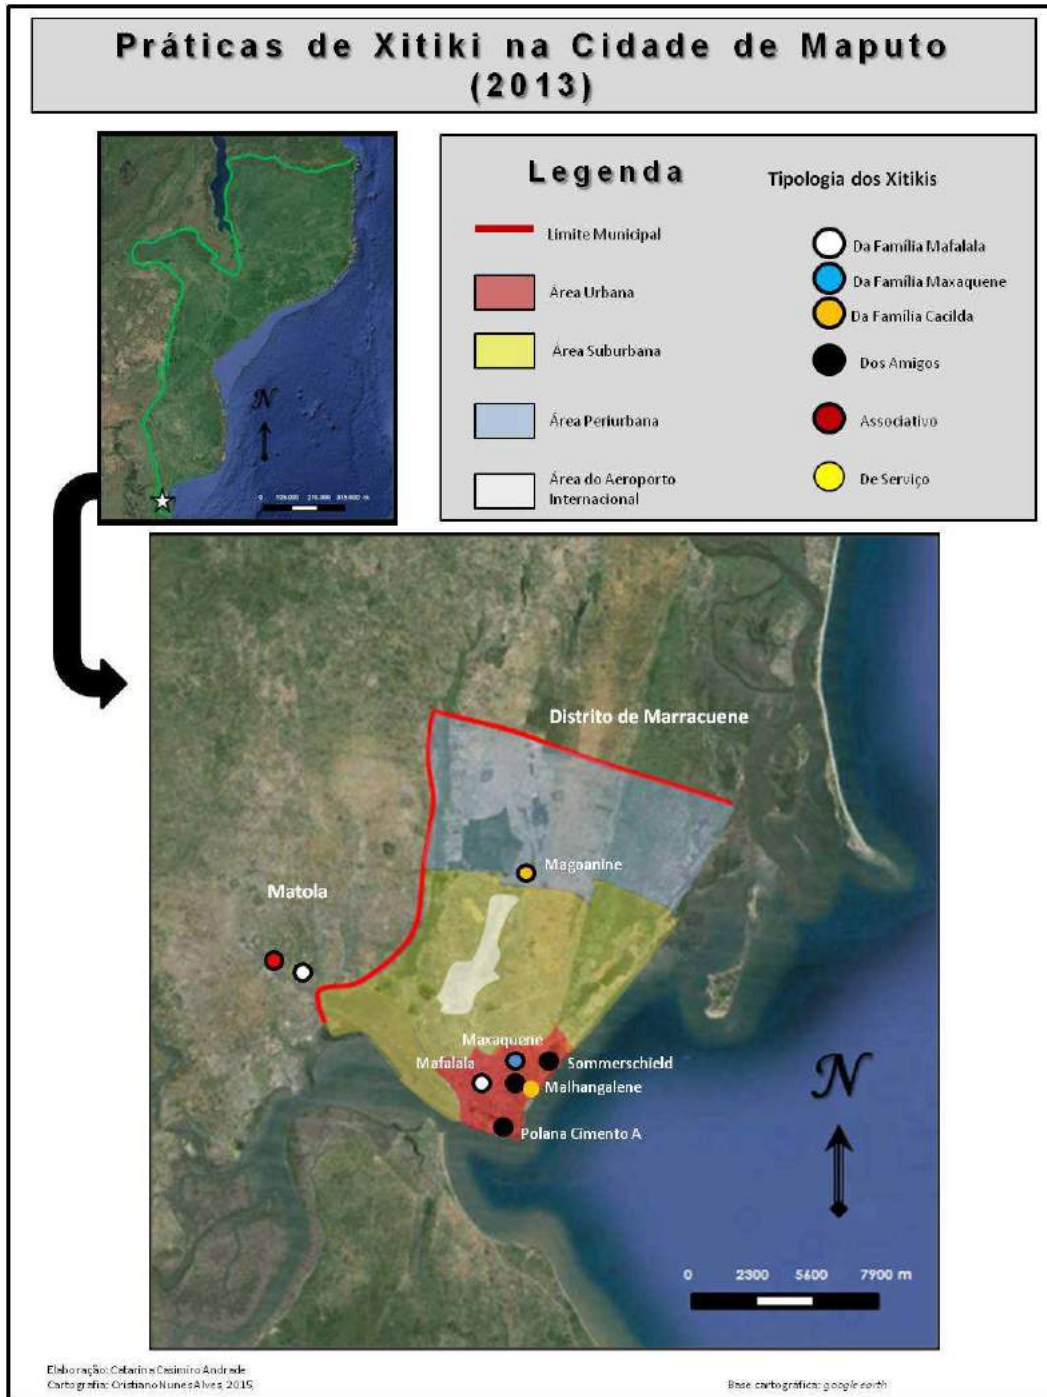 Práticas de Xitiki na Cidade de Maputo
(2013)
N
Legenda
Limite Municipal
Área Urbana
Área Suburbana
Área Periurbana
Área do Aeroporto
Internacional
Tipologia dos Xitikis
Da Família Mafalala
Da Família Maxaquene
Da Família Cacilda
Dos Amigos
Associativo
De Serviço
Distrito de Marracuene
Magoanine
Matola
Maxaquene
Mafalala
Sommerschield
Malhangalene
Polana Cimento A
N
0 2300 5600 7900 m
Elaboração: Catarina Casimiro Andrade
Cartografia: Cristiano Nunes Alves, 2015
Base cartográfica: google earth